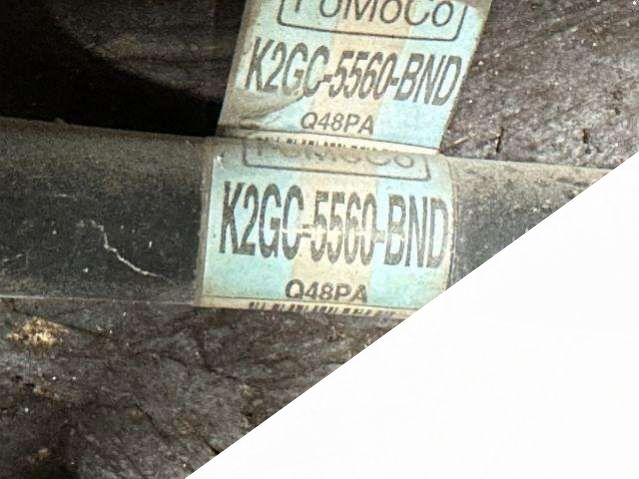 FoMoCo
K2GC-5560-BND
Q48PA
FoMoCo
K2GC-5560-BND
Q48PA